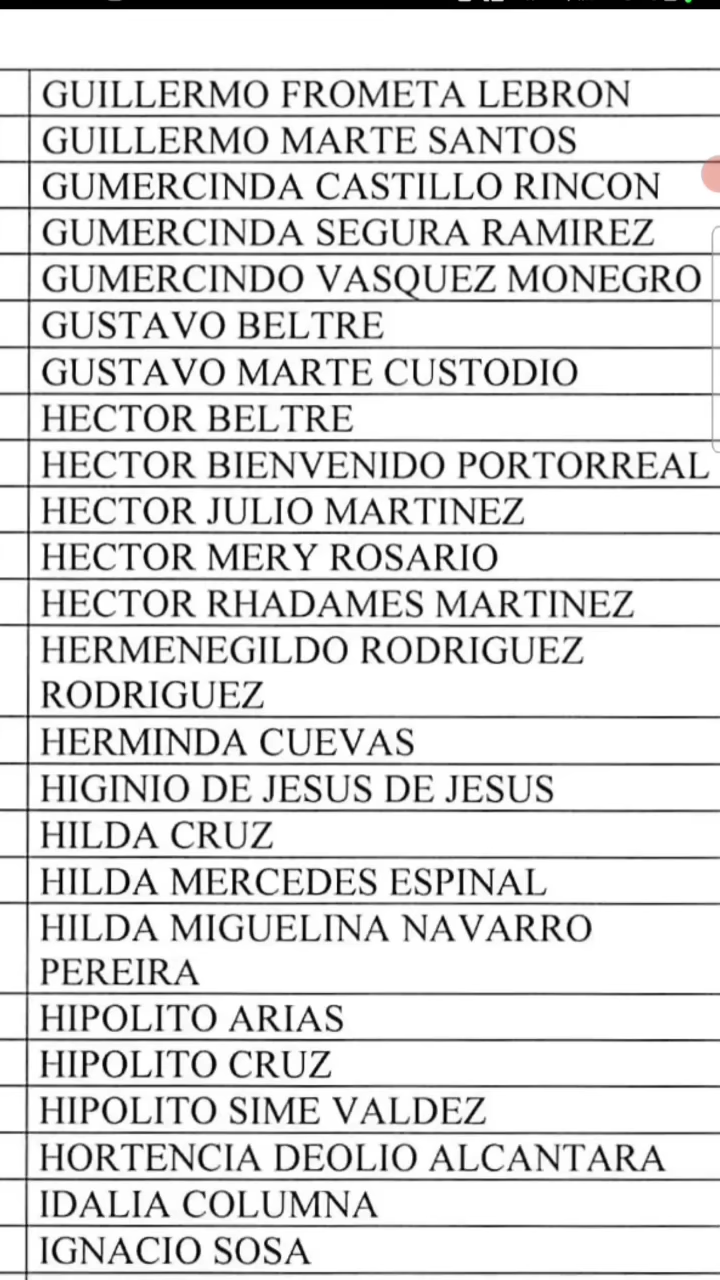 GUILLERMO FROMETA LEBRON
GUILLERMO MARTE SANTOS
GUMERCINDA CASTILLO RINCON
GUMERCINDA SEGURA RAMIREZ
GUMERCINDO VASQUEZ MONEGRO
GUSTAVO BELTRE
GUSTAVO MARTE CUSTODIO
HECTOR BELTRE
HECTOR BIENVENIDO PORTORREAL
HECTOR JULIO MARTINEZ
HECTOR MERY ROSARIO
HECTOR RHADAMES MARTINEZ
HERMENEGILDO RODRIGUEZ
RODRIGUEZ
HERMINDA CUEVAS
HIGINIO DE JESUS DE JESUS
HILDA CRUZ
HILDA MERCEDES ESPINAL
HILDA MIGUELINA NAVARRO
PEREIRA
HIPOLITO ARIAS
HIPOLITO CRUZ
HIPOLITO SIME VALDEZ
HORTENCIA DEOLIO ALCANTARA
IDALIA COLUMNA
IGNACIO SOSA